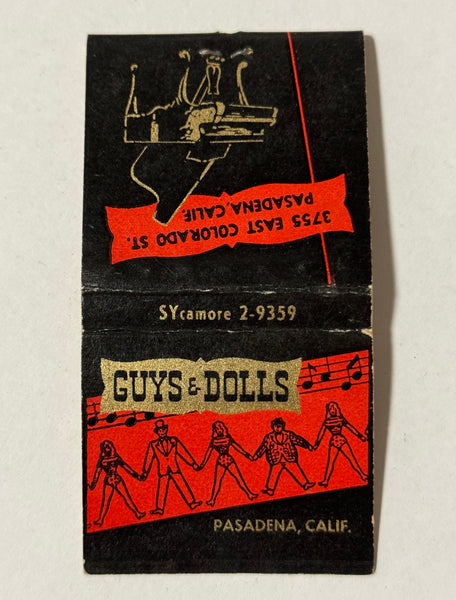 3755 EAST COLORADO ST.
PASADENA, CALIF.
SYcamore 2-9359
GUYS & DOLLS
PASADENA, CALIF.